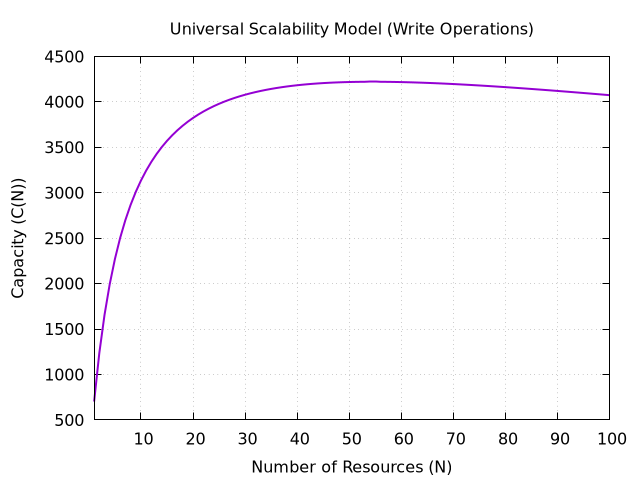 Universal Scalability Model (Write Operations)
4500
4000
3500
3000
2500
2000
1500
1000
500
Capacity (C(N))
10 20 30 40 50 60 70 80 90 100
Number of Resources (N)